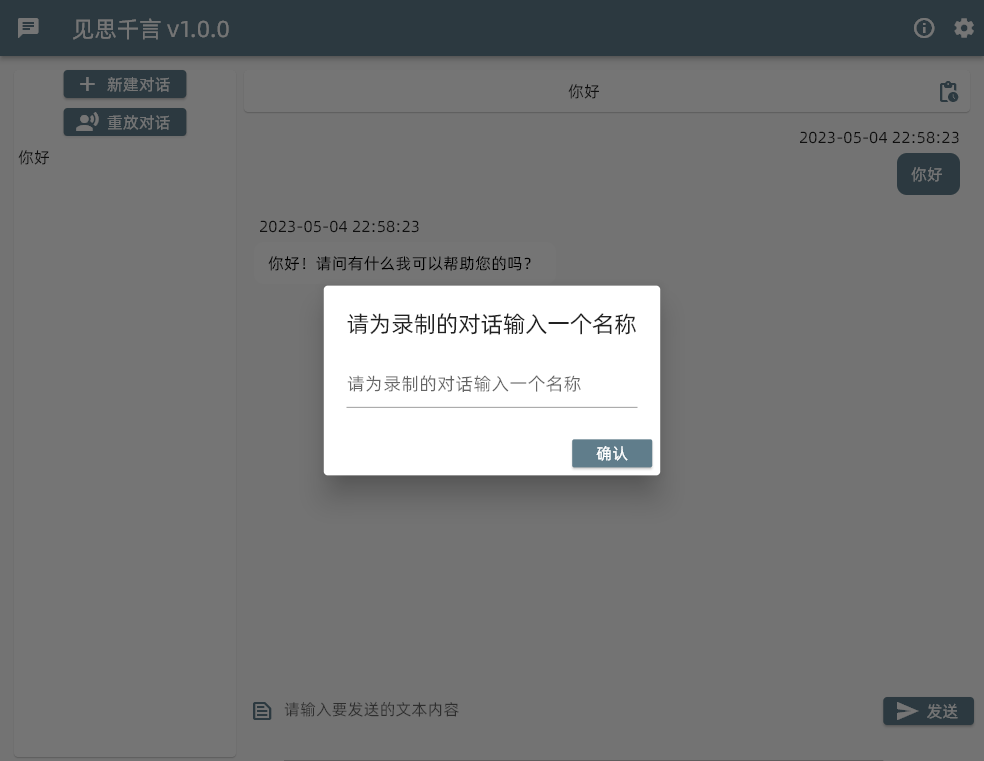 见思千言 v1.0.0
新建对话
重放对话
你好
你好
2023-05-04 22:58:23
你好
2023-05-04 22:58:23
你好！请问有什么我可以帮助您的吗？
请为录制的对话输入一个名称
请为录制的对话输入一个名称
确认
请输入要发送的文本内容
发送